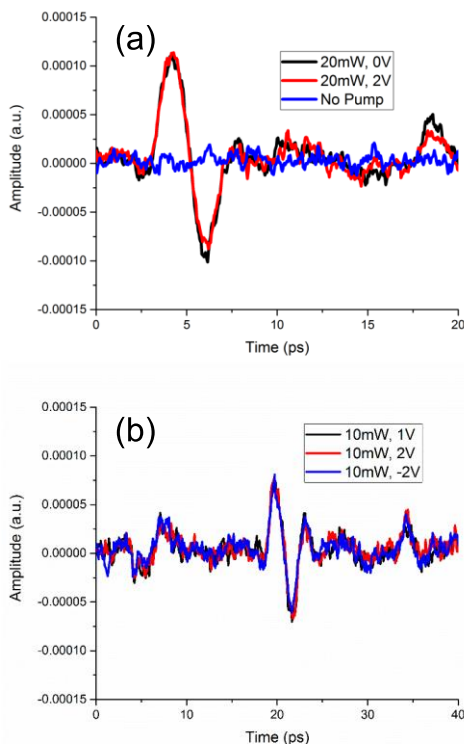 (a)
20mW, 0V
20mW, 2V
No Pump
Amplitude (a.u.)
0.00015
0.00010
0.00005
0.00000
-0.00005
-0.00010
-0.00015
0 5 10 15 20
Time (ps)
(b)
10mW, 1V
10mW, 2V
10mW, -2V
Amplitude (a.u.)
0.00015
0.00010
0.00005
0.00000
-0.00005
-0.00010
-0.00015
0 10 20 30 40
Time (ps)